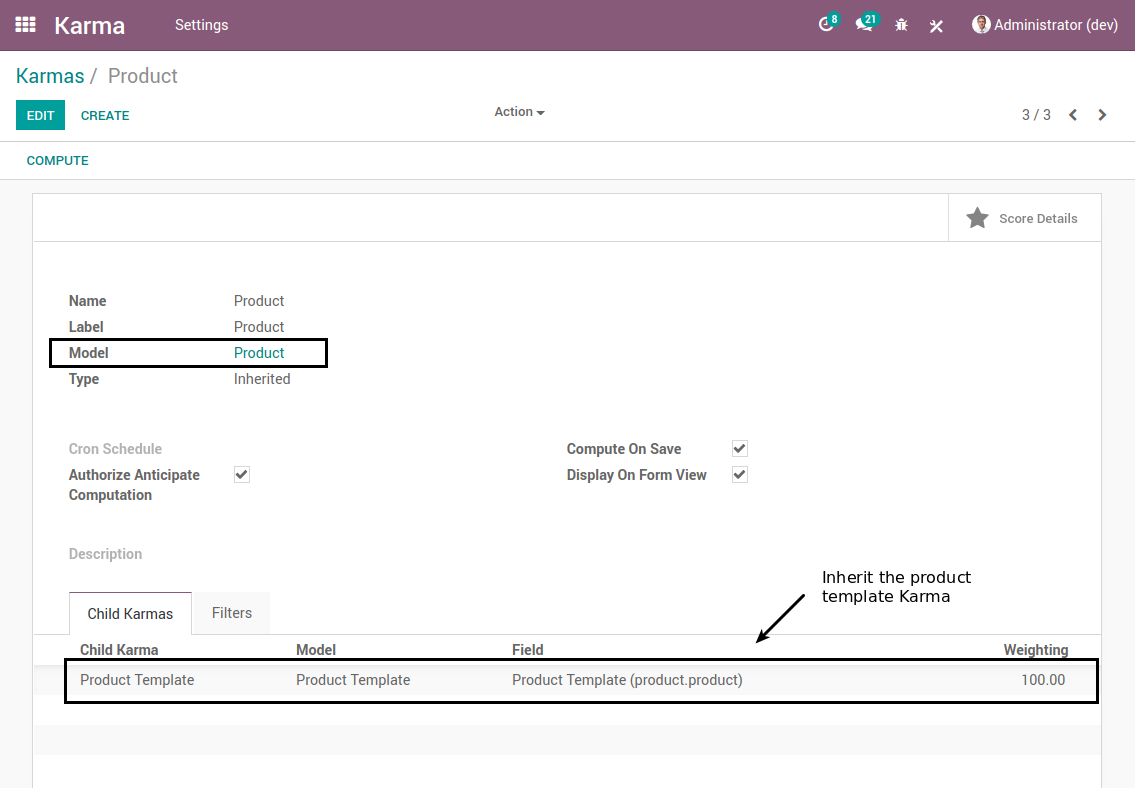 Karma Settings 8 21 Administrator (dev)
Karmas / Product
EDIT CREATE Action 3 / 3
COMPUTE
Score Details
Name Product
Label Product
Model Product
Type Inherited
Cron Schedule Compute On Save
Authorize Anticipate Display On Form View
Computation
Description
Inherit the product
template Karma
Child Karmas Filters
Child Karma Model Field Weighting
Product Template Product Template Product Template (product.product) 100.00